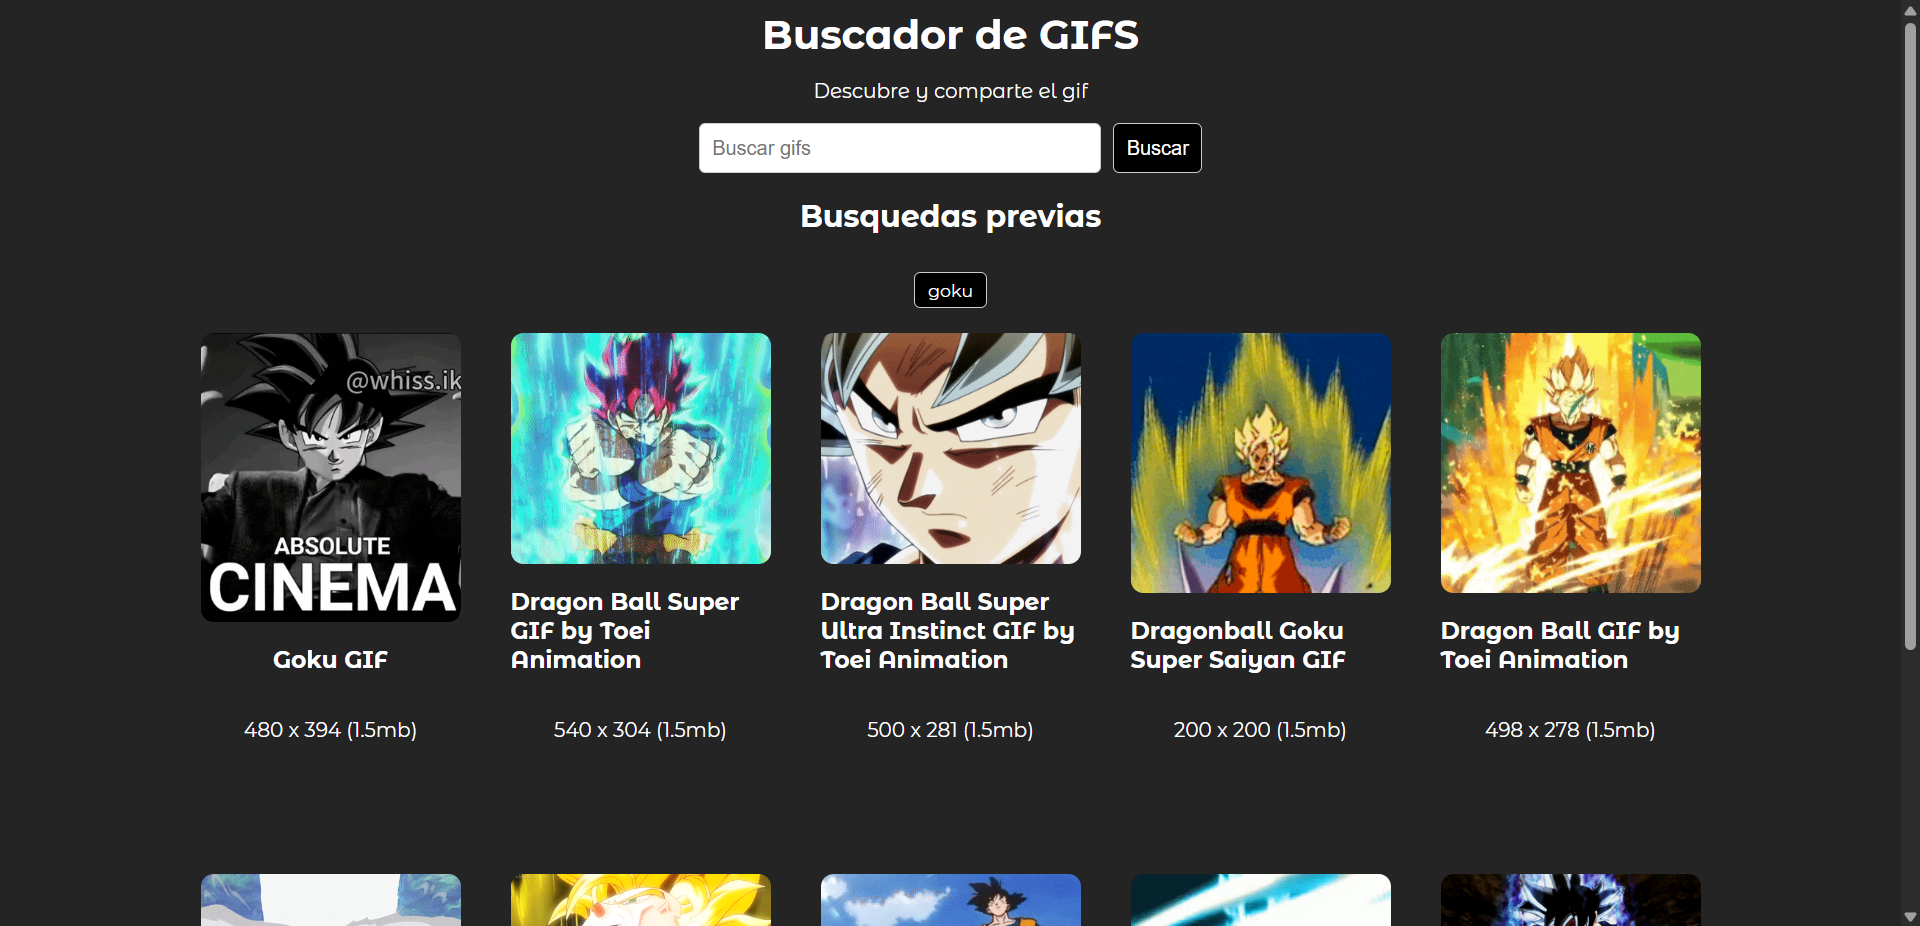 Buscador de GIFS
Descubre y comparte el gif
Buscar gifs
Buscar
Busquedas previas
goku
@whiss.ik
ABSOLUTE
CINEMA
Goku GIF
480 x 394 (1.5mb)
Dragon Ball Super
GIF by Toei
Animation
540 x 304 (1.5mb)
Dragon Ball Super
Ultra Instinct GIF by
Toei Animation
500 x 281 (1.5mb)
Dragonball Goku
Super Saiyan GIF
200 x 200 (1.5mb)
Dragon Ball GIF by
Toei Animation
498 x 278 (1.5mb)